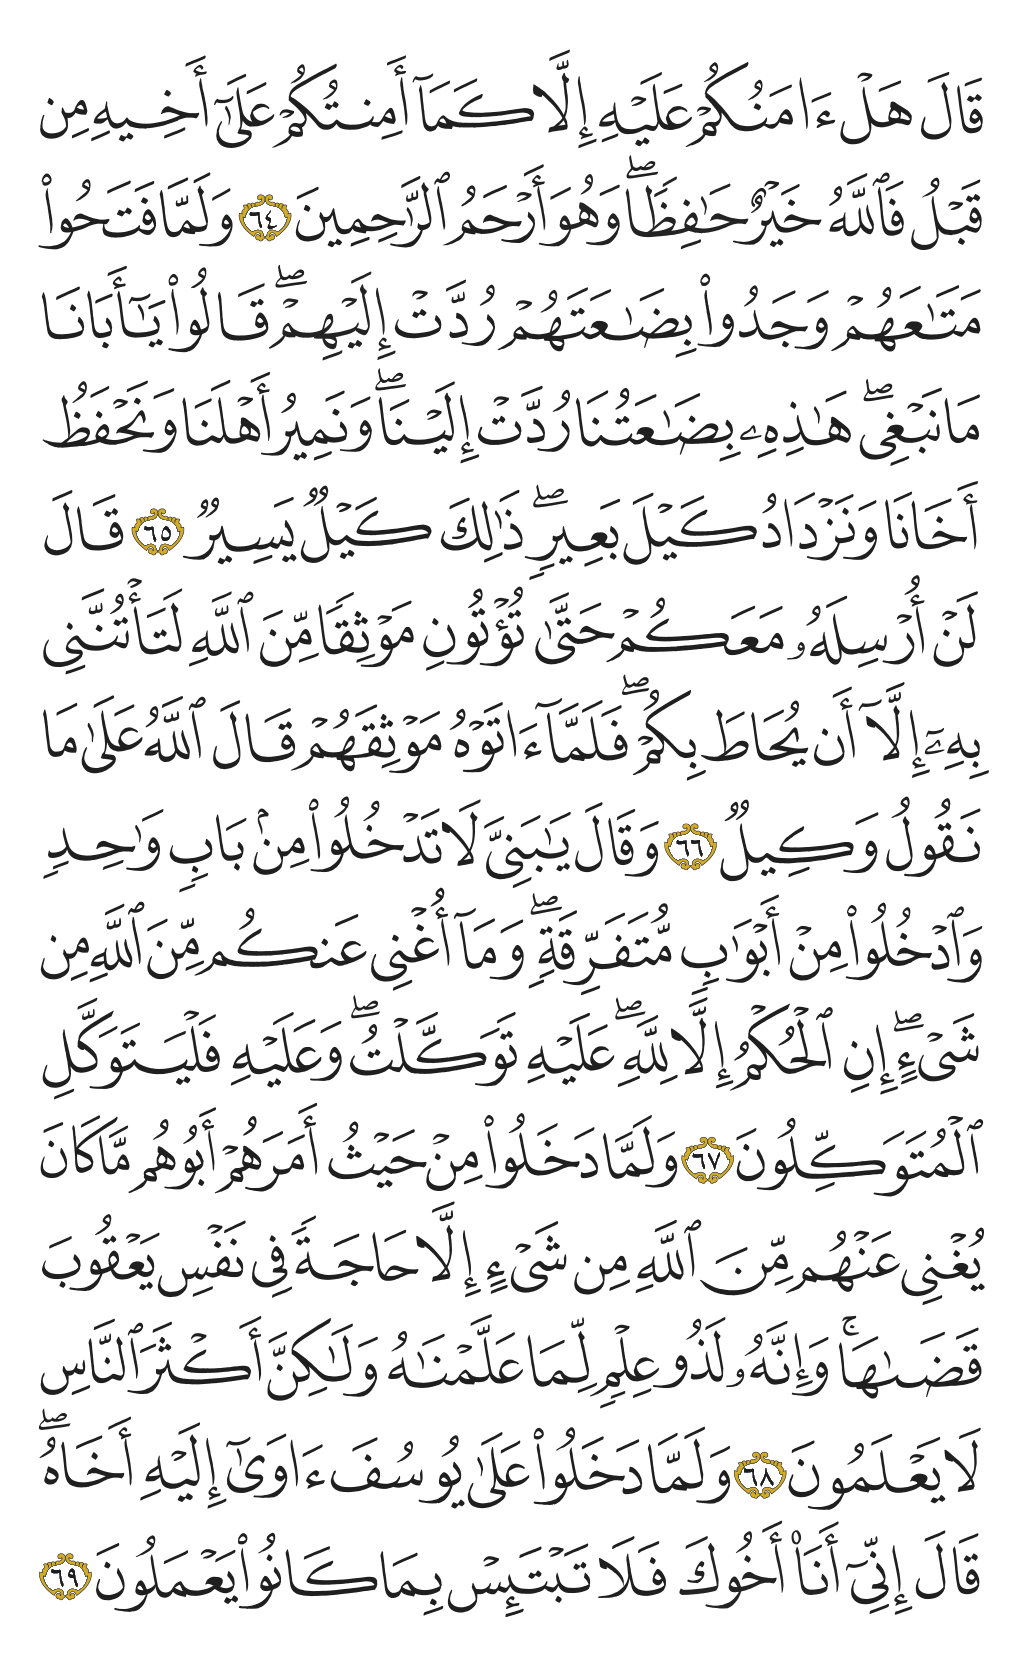 قَالَ هَلْ ءَامَنُكُمْ عَلَيْهِ إِلَّا كَمَآ أَمِنتُكُمْ عَلَىٰٓ أَخِيهِ مِن
قَبْلُ فَٱللَّهُ خَيْرٌ حَـٰفِظًاۖ وَهُوَ أَرْحَمُ ٱلرَّٰحِمِينَ ٦٤ وَلَمَّا فَتَحُوا۟
مَتَـٰعَهُمْ وَجَدُوا۟ بِضَـٰعَتَهُمْ رُدَّتْ إِلَيْهِمْۖ قَالُوا۟ يَـٰٓأَبَانَا
مَا نَبْغِىۖ هَـٰذِهِۦ بِضَـٰعَتُنَا رُدَّتْ إِلَيْنَاۖ وَنَمِيرُ أَهْلَنَا وَنَحْفَظُ
أَخَانَا وَنَزْدَادُ كَيْلَ بَعِيرٍۖ ذَٰلِكَ كَيْلٌ يَسِيرٌ ٦٥ قَالَ
لَنْ أُرْسِلَهُۥ مَعَكُمْ حَتَّىٰ تُؤْتُونِ مَوْثِقًا مِّنَ ٱللَّهِ لَتَأْتُنَّنِى
بِهِۦٓ إِلَّآ أَن يُحَاطَ بِكُمْۖ فَلَمَّآ ءَاتَوْهُ مَوْثِقَهُمْ قَالَ ٱللَّهُ عَلَىٰ مَا
نَقُولُ وَكِيلٌ ٦٦ وَقَالَ يَـٰبَنِىَّ لَا تَدْخُلُوا۟ مِنۢ بَابٍ وَٰحِدٍ
وَٱدْخُلُوا۟ مِنْ أَبْوَٰبٍ مُّتَفَرِّقَةٍۖ وَمَآ أُغْنِى عَنكُم مِّنَ ٱللَّهِ مِن
شَىْءٍۖ إِنِ ٱلْحُكْمُ إِلَّا لِلَّهِۖ عَلَيْهِ تَوَكَّلْتُۖ وَعَلَيْهِ فَلْيَتَوَكَّلِ
ٱلْمُتَوَكِّلُونَ ٦٧ وَلَمَّا دَخَلُوا۟ مِنْ حَيْثُ أَمَرَهُمْ أَبُوهُم مَّا كَانَ
يُغْنِى عَنْهُم مِّنَ ٱللَّهِ مِن شَىْءٍ إِلَّا حَاجَةً فِى نَفْسِ يَعْقُوبَ
قَضَىٰهَاۚ وَإِنَّهُۥ لَذُو عِلْمٍ لِّمَا عَلَّمْنَـٰهُ وَلَـٰكِنَّ أَكْثَرَ ٱلنَّاسِ
لَا يَعْلَمُونَ ٦٨ وَلَمَّا دَخَلُوا۟ عَلَىٰ يُوسُفَ ءَاوَىٰٓ إِلَيْهِ أَخَاهُۖ
قَالَ إِنِّىٓ أَنَا۠ أَخُوكَ فَلَا تَبْتَئِسْ بِمَا كَانُوا۟ يَعْمَلُونَ ٦٩